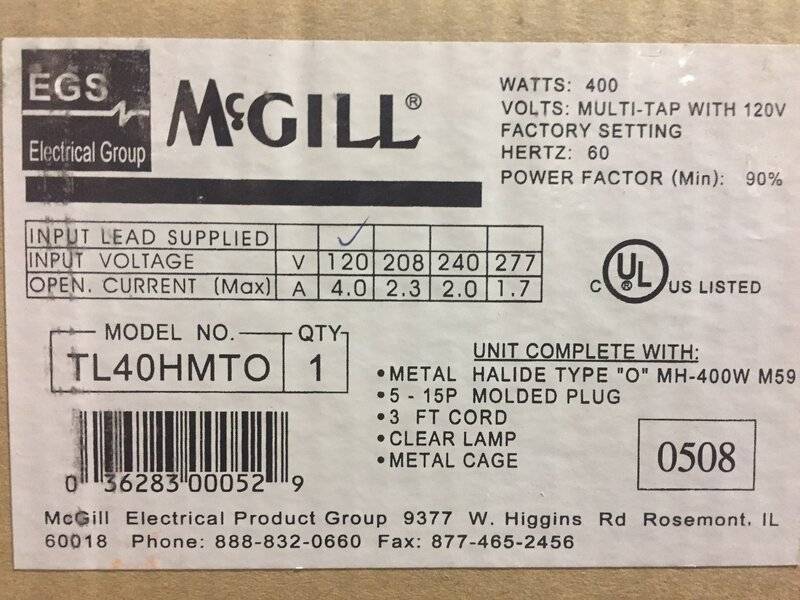 EGS
Electrical Group
McGILL®
WATTS: 400
VOLTS: MULTI-TAP WITH 120V
FACTORY SETTING
HERTZ: 60
POWER FACTOR (Min): 90%
INPUT LEAD SUPPLIED ✓
INPUT VOLTAGE V 120 208 240 277
OPEN. CURRENT (Max) A 4.0 2.3 2.0 1.7
C UL® US LISTED
MODEL NO. QTY
TL40HMTO 1
UNIT COMPLETE WITH:
•METAL HALIDE TYPE "O" MH-400W M59
•5 - 15P MOLDED PLUG
•3 FT CORD
•CLEAR LAMP
•METAL CAGE
0508
0 36283 00052 9
McGill Electrical Product Group 9377 W. Higgins Rd Rosemont, IL
60018 Phone: 888-832-0660 Fax: 877-465-2456